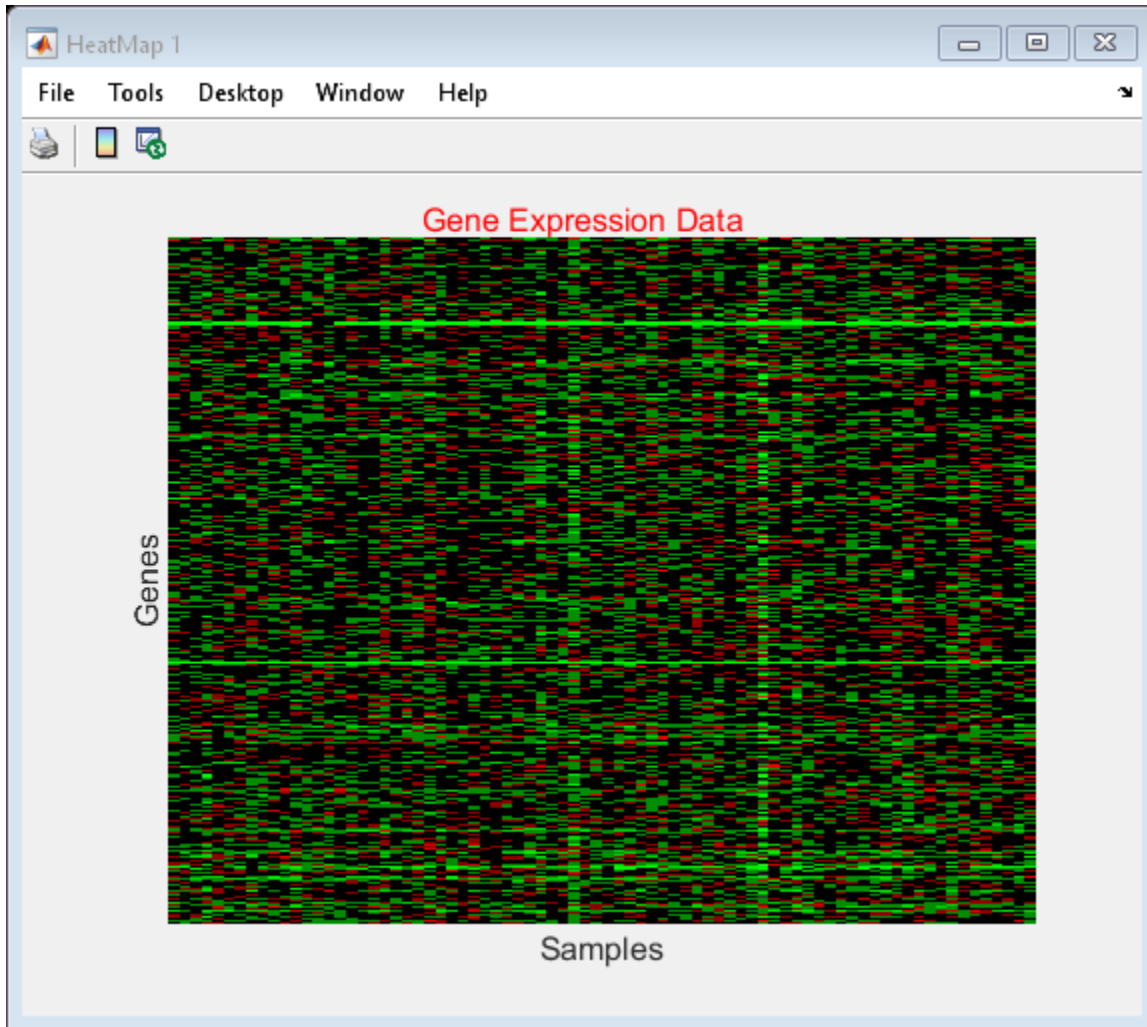 HeatMap 1
File Tools Desktop Window Help
Gene Expression Data
Genes
Samples